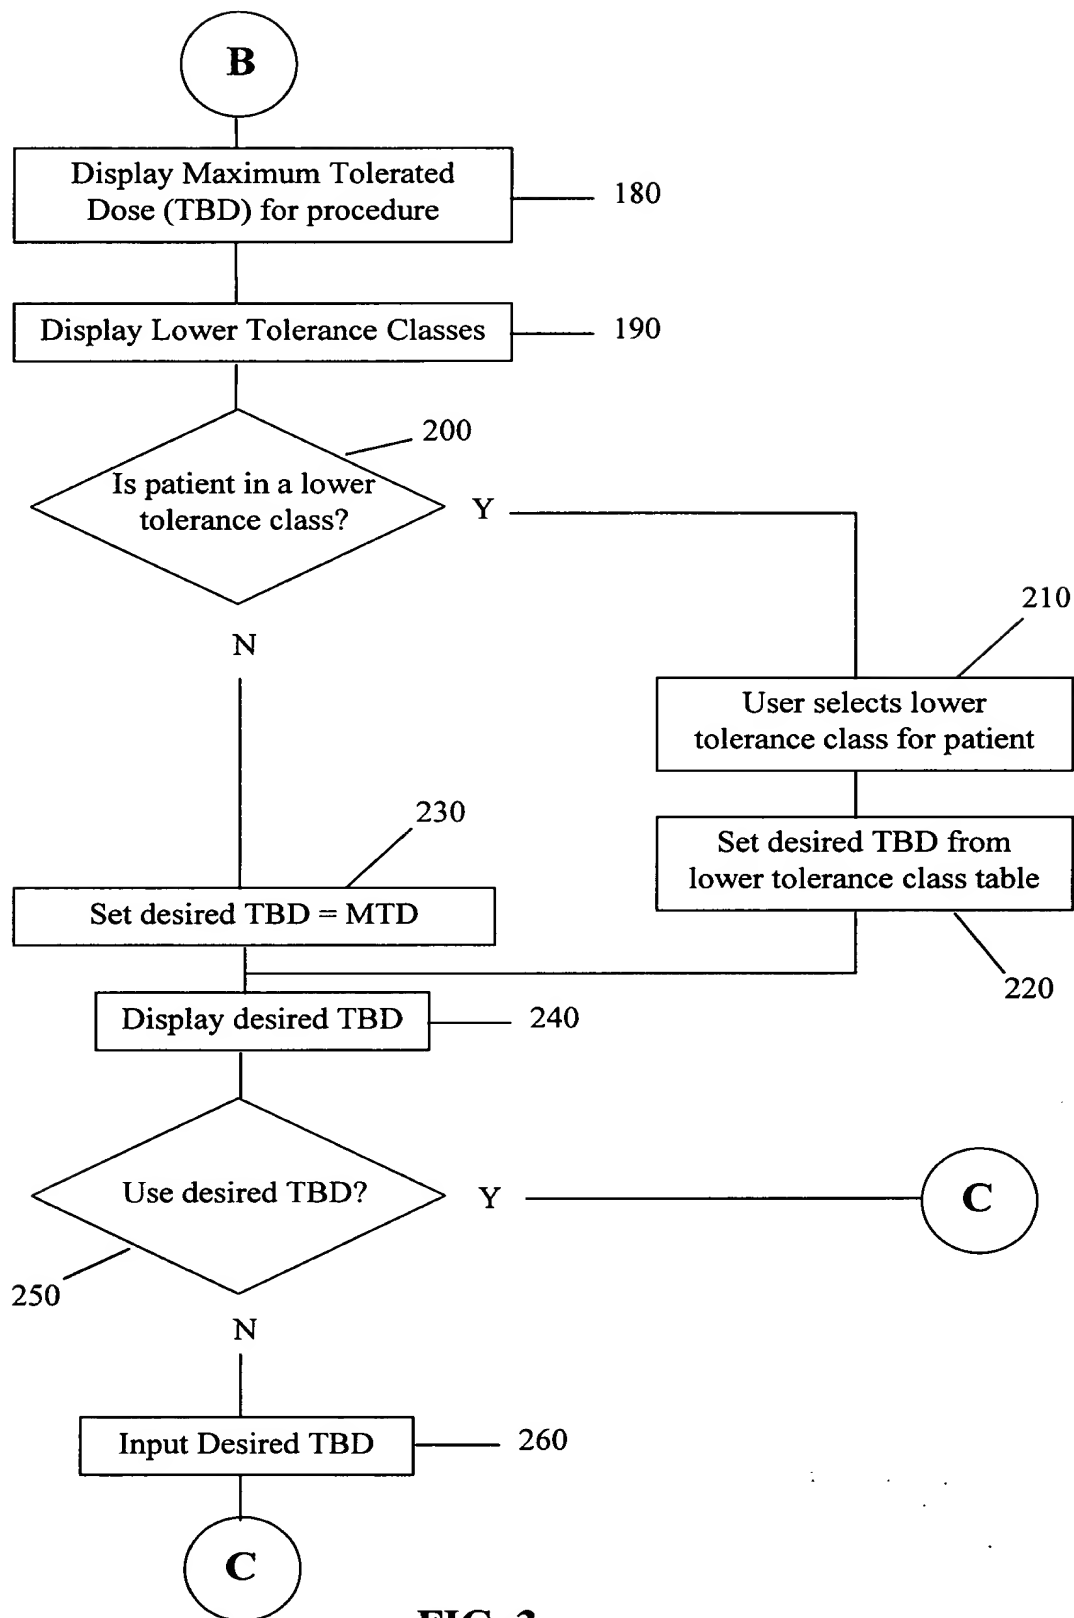 B
Display Maximum Tolerated
Dose (TBD) for procedure
180
Display Lower Tolerance Classes
190
200
Is patient in a lower
tolerance class?
Y
N
210
User selects lower
tolerance class for patient
230
Set desired TBD from
lower tolerance class table
Set desired TBD = MTD
220
Display desired TBD
240
Use desired TBD?
Y
C
250
N
Input Desired TBD
260
C